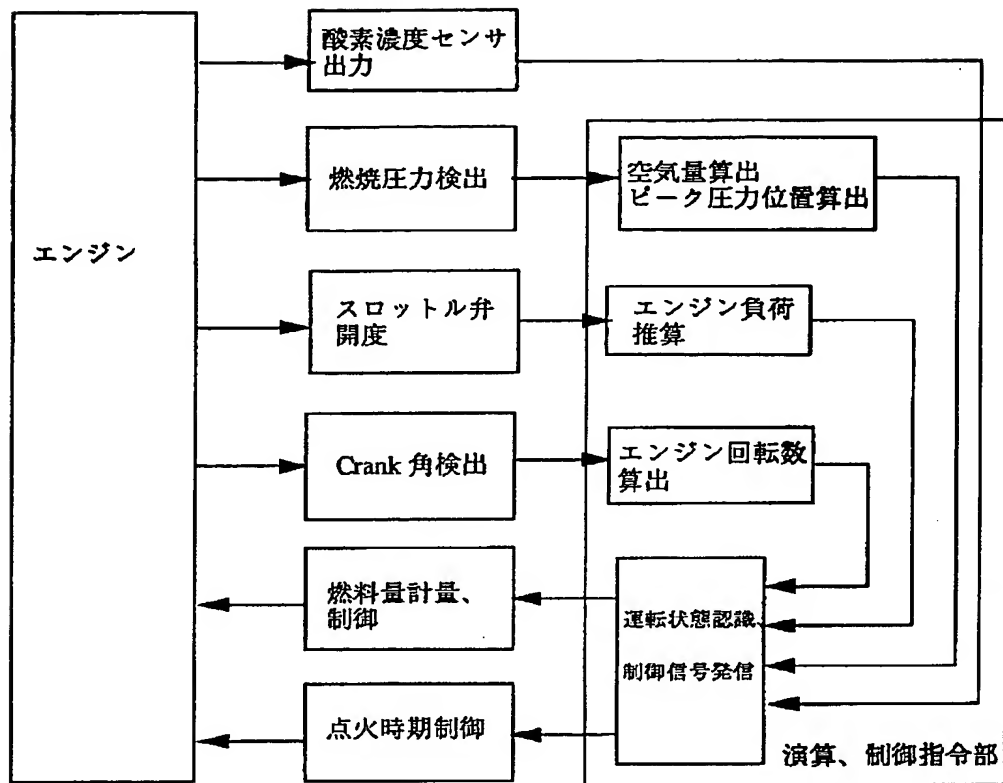 酸素濃度センサ
出力
燃焼圧力検出
空気量算出
ピーク圧力位置算出
エンジン
スロットル弁
開度
エンジン負荷
推算
Crank 角検出
エンジン回転数
算出
燃料量計量、
制御
運転状態認識、
制御信号発信
点火時期制御
演算、制御指令部